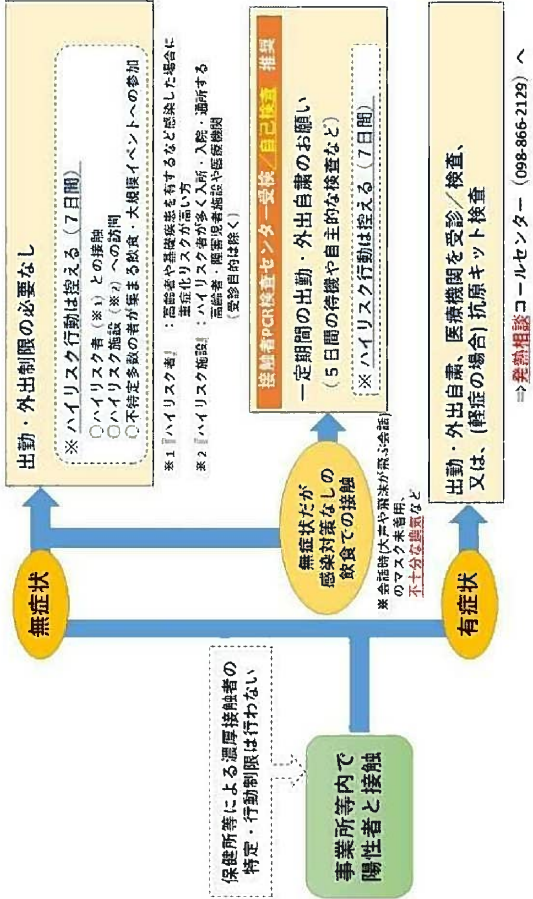 保健所等による濃厚接触者の
特定・行動制限は行わない
事業所等内で
陽性者と接触
無症状
出勤・外出制限の必要なし
※ ハイリスク行動は控える（７日間）
○ハイリスク者（※１）との接触
○ハイリスク施設（※２）への訪問
○不特定多数の者が集まる飲食・大規模イベントへの参加
※１『ハイリスク者』：高齢者や基礎疾患を有するなど感染した場合に
重症化リスクが高い方
※２『ハイリスク施設』：ハイリスク者が多く入所・入院・通所する
高齢者・障害児者施設や医療機関
（受診目的は除く）
無症状だが
感染対策なしの
飲食での接触
※会話時(大声や飛沫が飛ぶ会話)
のマスク未着用、
不十分な換気など
接触者PCR検査センター受検／自己検査 推奨
一定期間の出勤・外出自粛のお願い
（５日間の待機や自主的な検査など）
※ ハイリスク行動は控える（７日間）
有症状
出勤・外出自粛、医療機関を受診／検査、
又は、(軽症の場合) 抗原キット検査
⇒発熱相談コールセンター（098-866-2129）へ